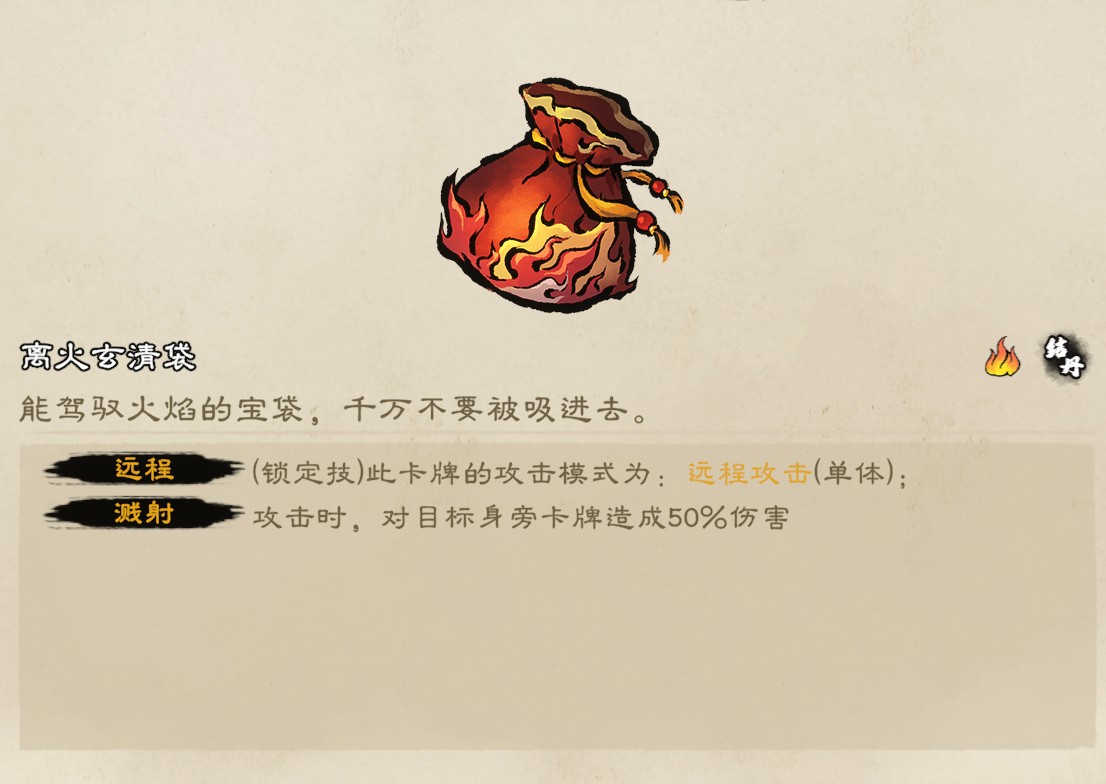 离火玄清袋
结丹
能驾驭火焰的宝袋，千万不要被吸进去。
远程 (锁定技)此卡牌的攻击模式为：远程攻击(单体)；
溅射 攻击时，对目标身旁卡牌造成50%伤害